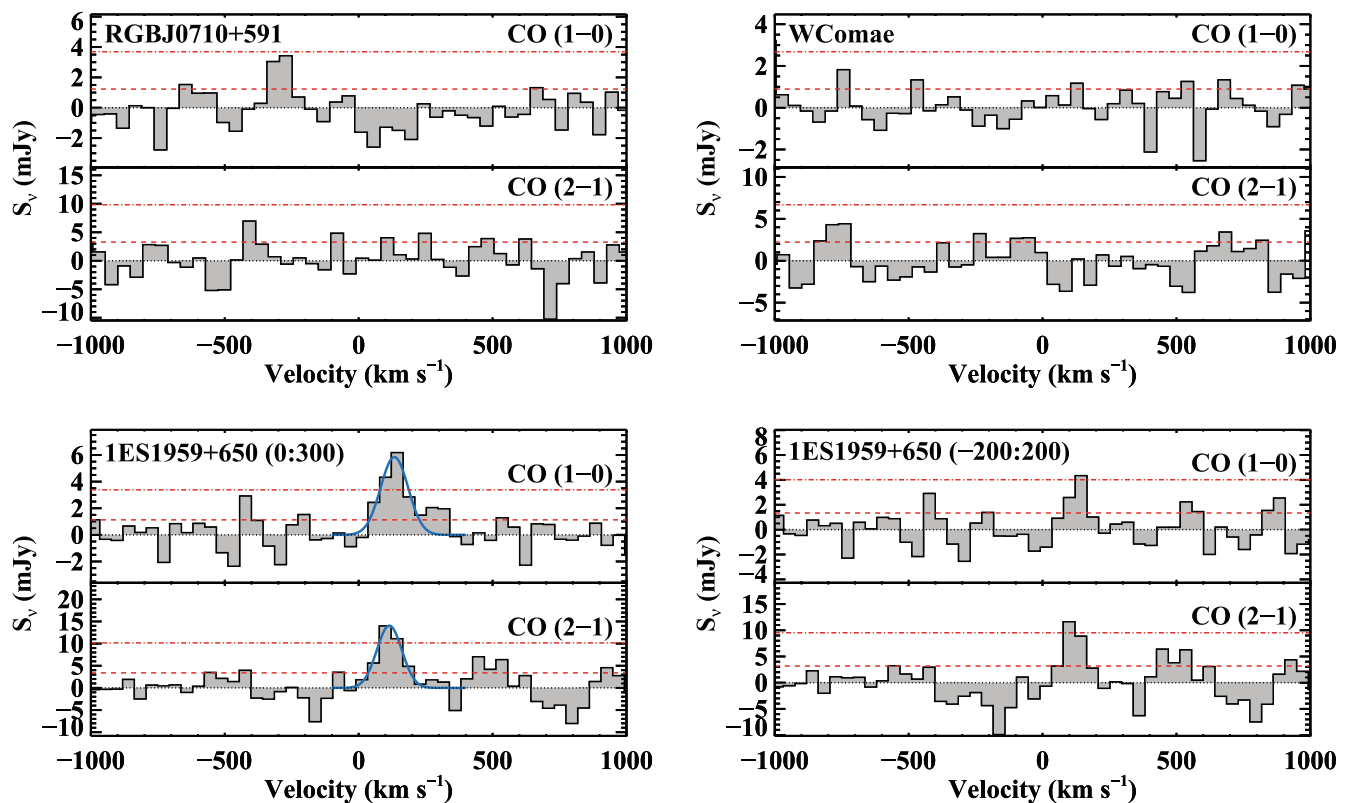 RGBJ0710+591
CO (1−0)
6
4
2
0
−2
CO (2−1)
15
10
5
0
−5
−10
Sν (mJy)
−1000 −500 0 500 1000
Velocity (km s−1)
WComae
CO (1−0)
4
2
0
2
CO (2−1)
10
5
0
−5
Sν (mJy)
−1000 −500 0 500 1000
Velocity (km s−1)
1ES1959+650 (0:300)
CO (1−0)
6
4
2
0
−2
CO (2−1)
20
15
10
5
0
−5
−10
Sν (mJy)
−1000 −500 0 500 1000
Velocity (km s−1)
1ES1959+650 (−200:200)
CO (1−0)
8
6
4
2
0
−2
−4
CO (2−1)
15
10
5
0
−5
−10
Sν (mJy)
−1000 −500 0 500 1000
Velocity (km s−1)